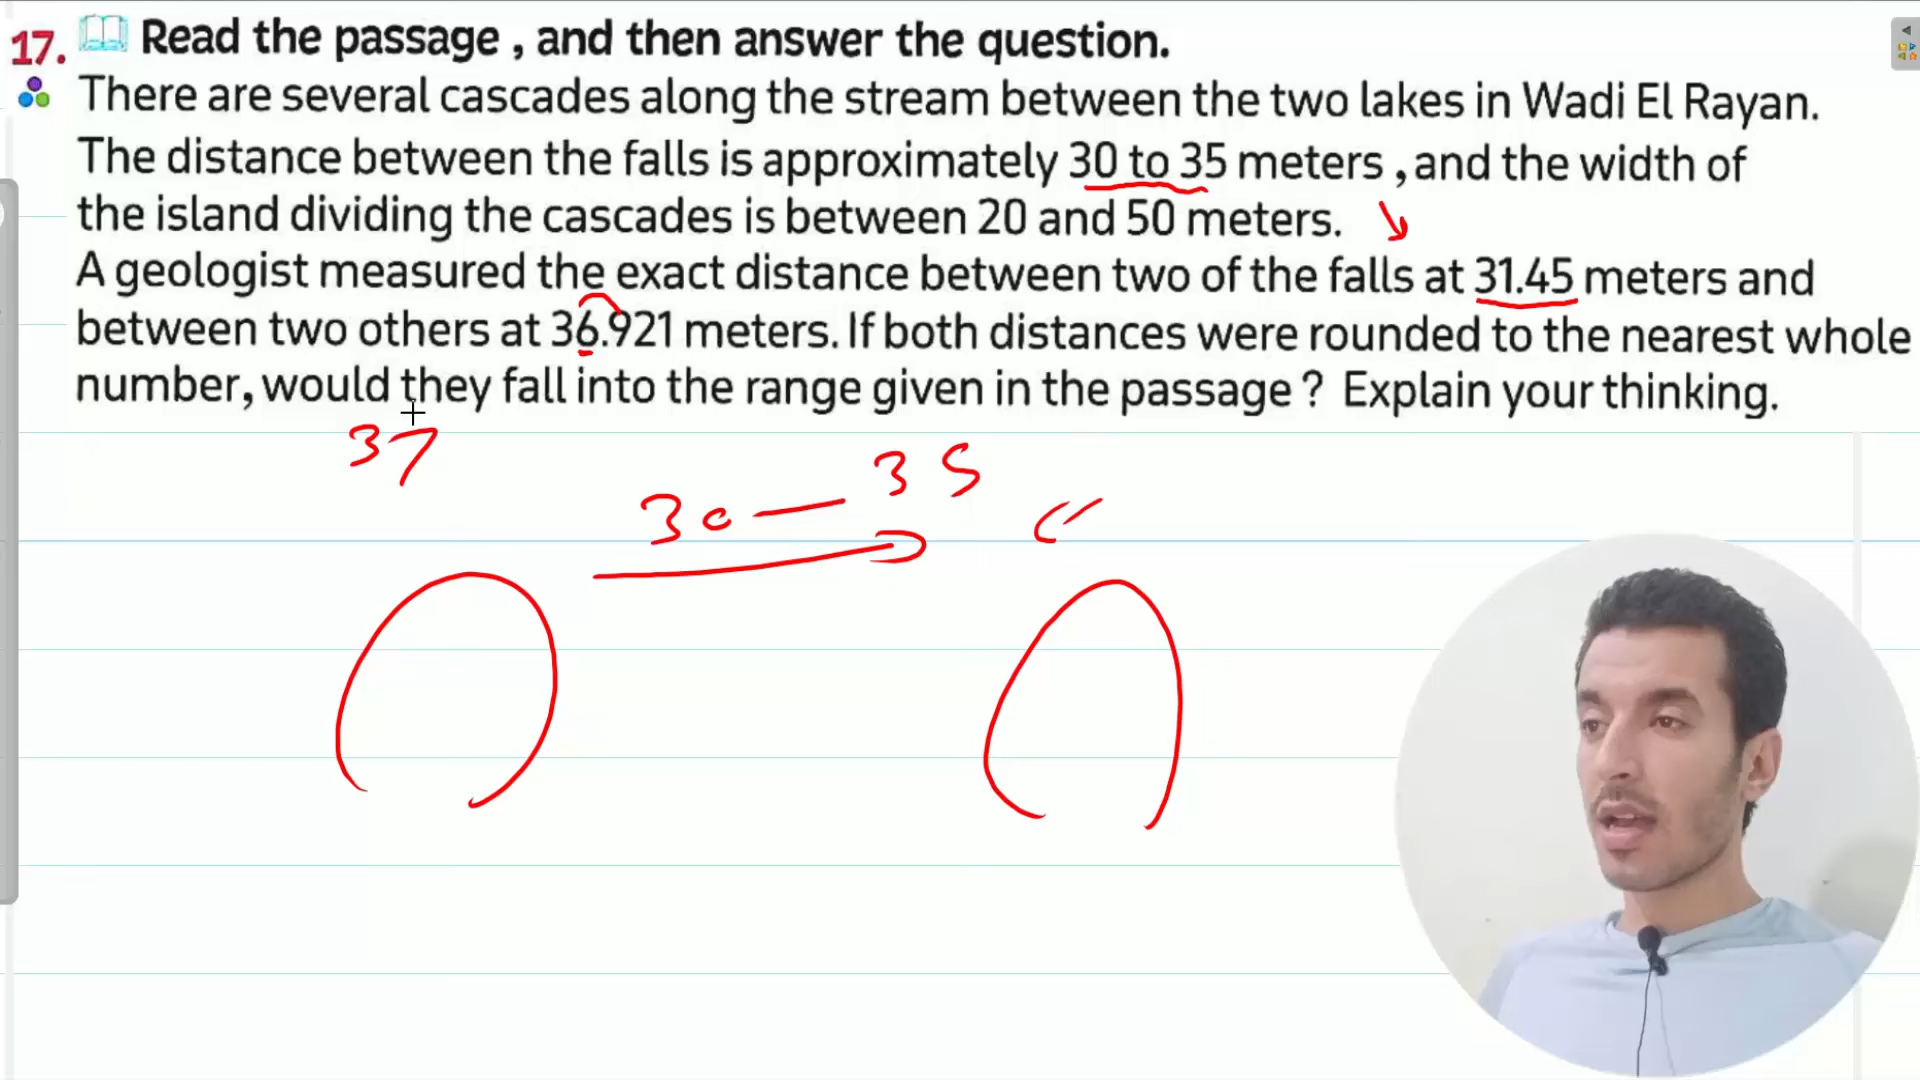 17. Read the passage , and then answer the question.
There are several cascades along the stream between the two lakes in Wadi El Rayan.
The distance between the falls is approximately 30 to 35 meters , and the width of
the island dividing the cascades is between 20 and 50 meters.
A geologist measured the exact distance between two of the falls at 31.45 meters and
between two others at 36.921 meters. If both distances were rounded to the nearest whole
number, would they fall into the range given in the passage ? Explain your thinking.
37
30 — 35